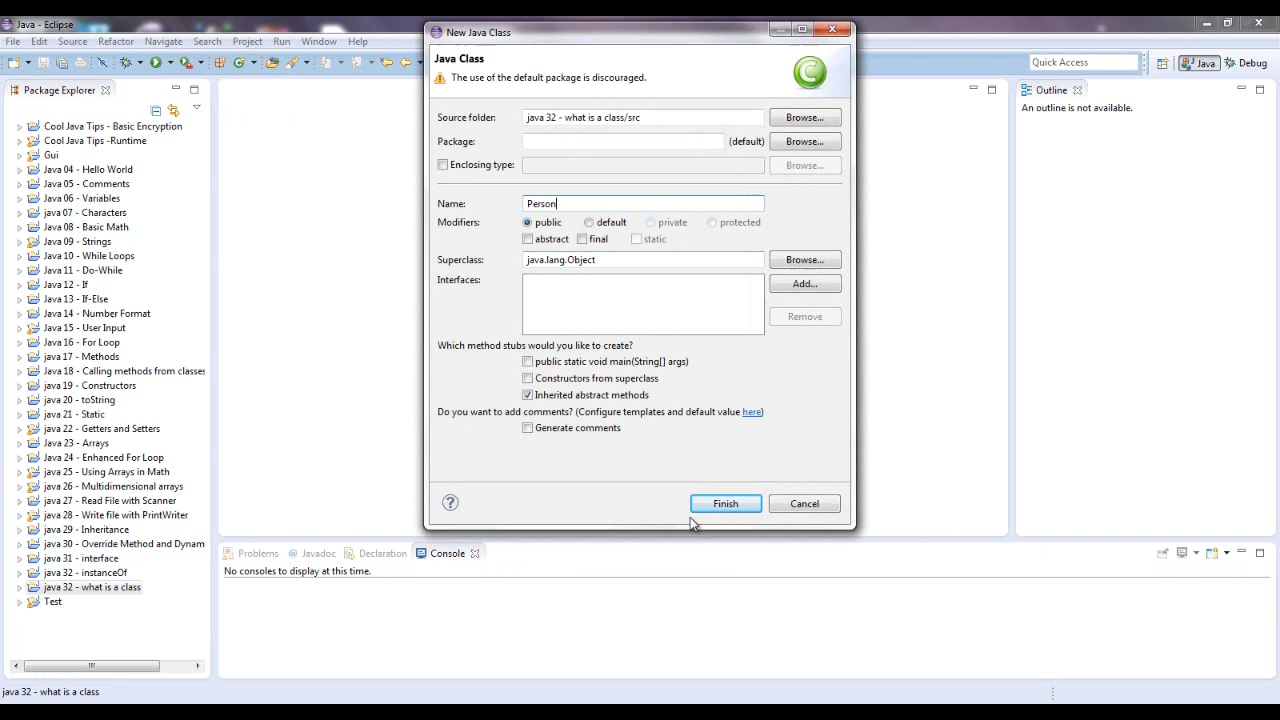 Java - Eclipse
File Edit Source Refactor Navigate Search Project Run Window Help
Quick Access
Java
Debug
Package Explorer
Cool Java Tips - Basic Encryption
Cool Java Tips -Runtime
Gui
Java 04 - Hello World
Java 05 - Comments
Java 06 - Variables
java 07 - Characters
Java 08 - Basic Math
Java 09 - Strings
Java 10 - While Loops
Java 11 - Do-While
Java 12 - If
Java 13 - If-Else
Java 14 - Number Format
Java 15 - User Input
Java 16 - For Loop
java 17 - Methods
Java 18 - Calling methods from classes
java 19 - Constructors
java 20 - toString
java 21 - Static
java 22 - Getters and Setters
Java 23 - Arrays
Java 24 - Enhanced For Loop
java 25 - Using Arrays in Math
java 26 - Multidimensional arrays
java 27 - Read File with Scanner
java 28 - Write file with PrintWriter
java 29 - Inheritance
java 30 - Override Method and Dynam
java 31 - interface
java 32 - instanceOf
java 32 - what is a class
Test
New Java Class
Java Class
The use of the default package is discouraged.
Source folder: java 32 - what is a class/src Browse...
Package: (default) Browse...
Enclosing type: Browse...
Name: Person
Modifiers: public default private protected
abstract final static
Superclass: java.lang.Object Browse...
Interfaces: Add...
Remove
Which method stubs would you like to create?
public static void main(String[] args)
Constructors from superclass
Inherited abstract methods
Do you want to add comments? (Configure templates and default value here)
Generate comments
? Finish Cancel
Outline
An outline is not available.
Problems Javadoc Declaration Console
No consoles to display at this time.
java 32 - what is a class